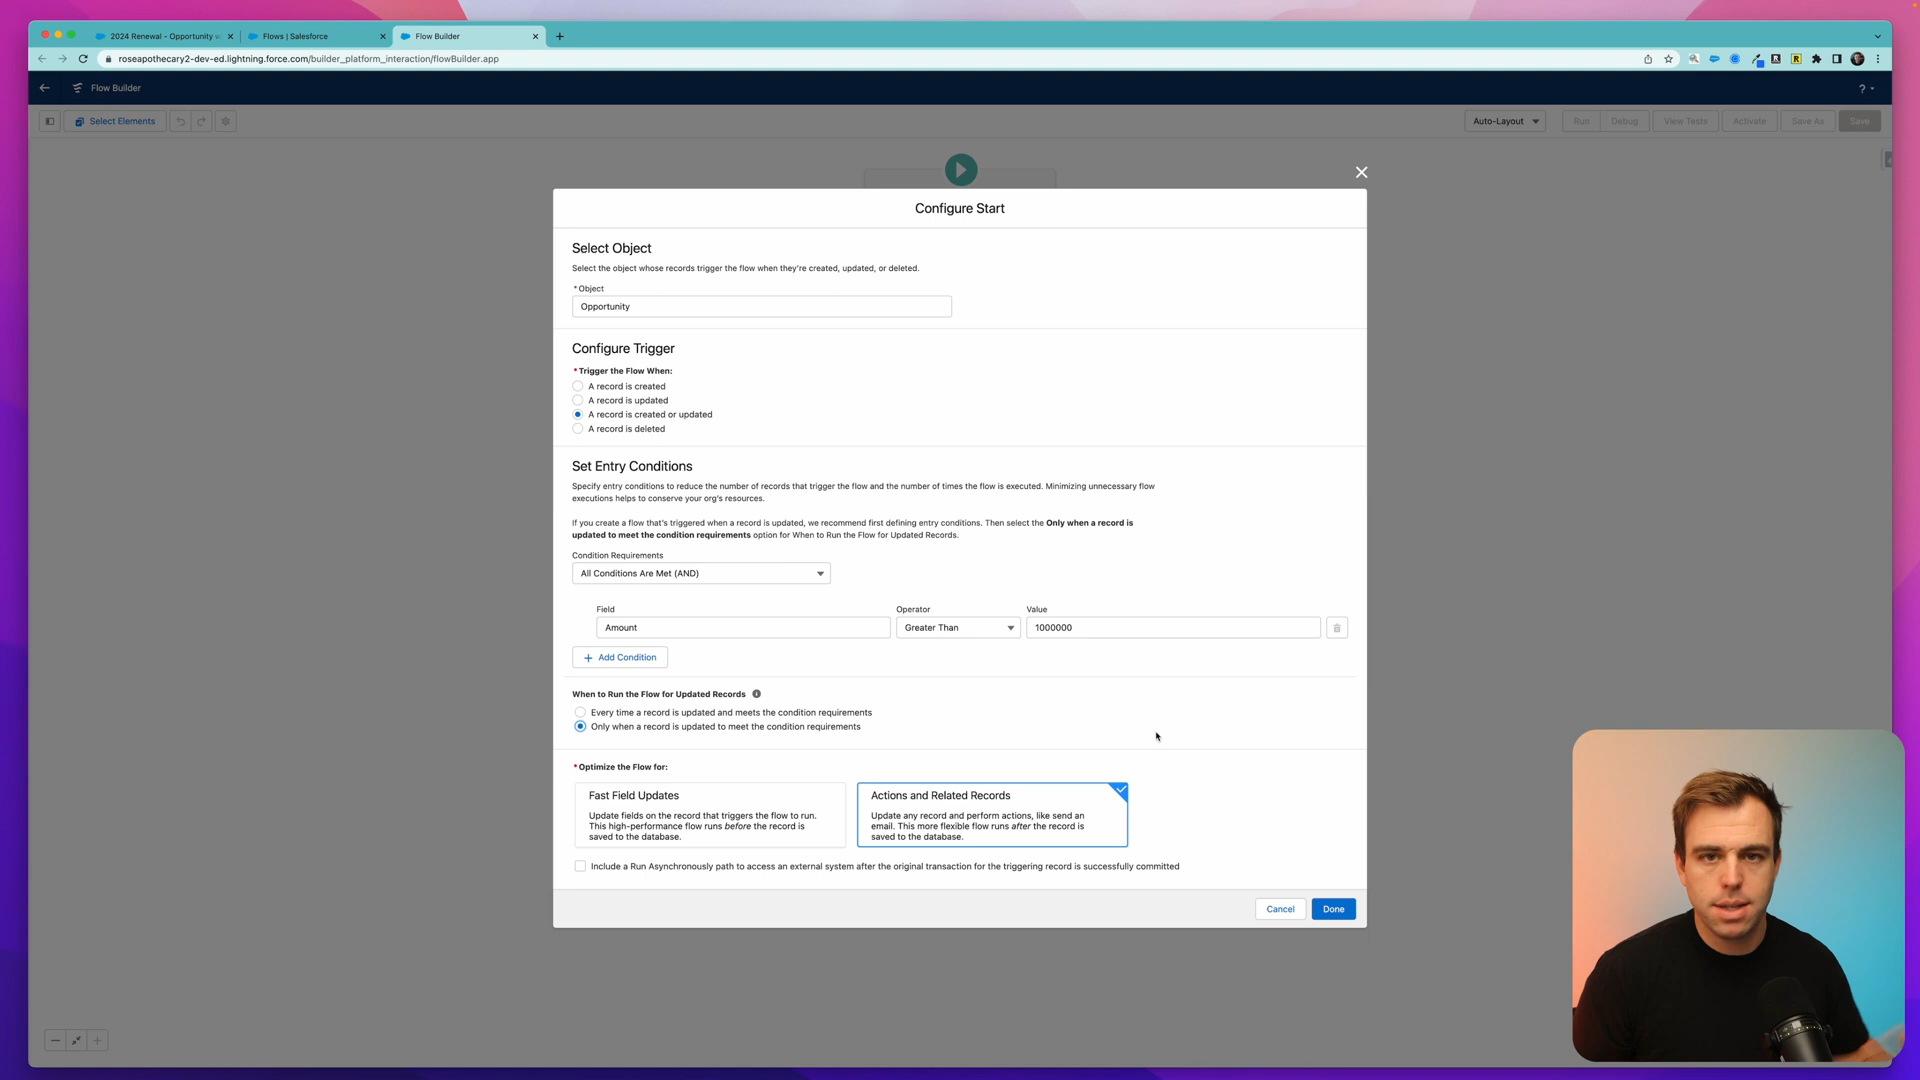 2024 Renewal - Opportunity
Flows | Salesforce
Flow Builder
roseapothecary2-dev-ed.lightning.force.com/builder_platform_interaction/flowBuilder.app
Flow Builder
?
Select Elements
Auto-Layout
Run
Debug
View Tests
Activate
Save As
Save
Configure Start
Select Object
Select the object whose records trigger the flow when they're created, updated, or deleted.
* Object
Opportunity
Configure Trigger
* Trigger the Flow When:
A record is created
A record is updated
A record is created or updated
A record is deleted
Set Entry Conditions
Specify entry conditions to reduce the number of records that trigger the flow and the number of times the flow is executed. Minimizing unnecessary flow
executions helps to conserve your org's resources.
If you create a flow that's triggered when a record is updated, we recommend first defining entry conditions. Then select the Only when a record is
updated to meet the condition requirements option for When to Run the Flow for Updated Records.
Condition Requirements
All Conditions Are Met (AND)
Field
Operator
Value
Amount
Greater Than
1000000
+ Add Condition
When to Run the Flow for Updated Records
Every time a record is updated and meets the condition requirements
Only when a record is updated to meet the condition requirements
* Optimize the Flow for:
Fast Field Updates
Update fields on the record that triggers the flow to run.
This high-performance flow runs before the record is
saved to the database.
Actions and Related Records
Update any record and perform actions, like send an
email. This more flexible flow runs after the record is
saved to the database.
Include a Run Asynchronously path to access an external system after the original transaction for the triggering record is successfully committed
Cancel
Done